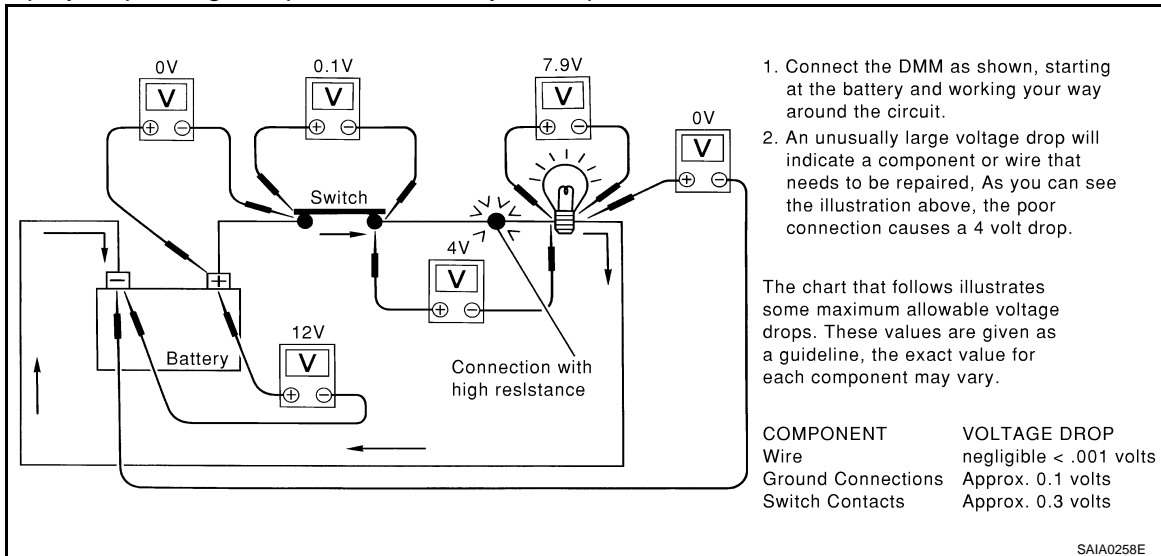 0V
0.1V
7.9V
0V
V
V
V
V
Switch
4V
V
12V
V
Battery
Connection with
high reslstance
1. Connect the DMM as shown, starting
at the battery and working your way
around the circuit.
2. An unusually large voltage drop will
indicate a component or wire that
needs to be repaired, As you can see
the illustration above, the poor
connection causes a 4 volt drop.
The chart that follows illustrates
some maximum allowable voltage
drops. These values are given as
a guideline, the exact value for
each component may vary.
COMPONENT VOLTAGE DROP
Wire negligible < .001 volts
Ground Connections Approx. 0.1 volts
Switch Contacts Approx. 0.3 volts
SAIA0258E